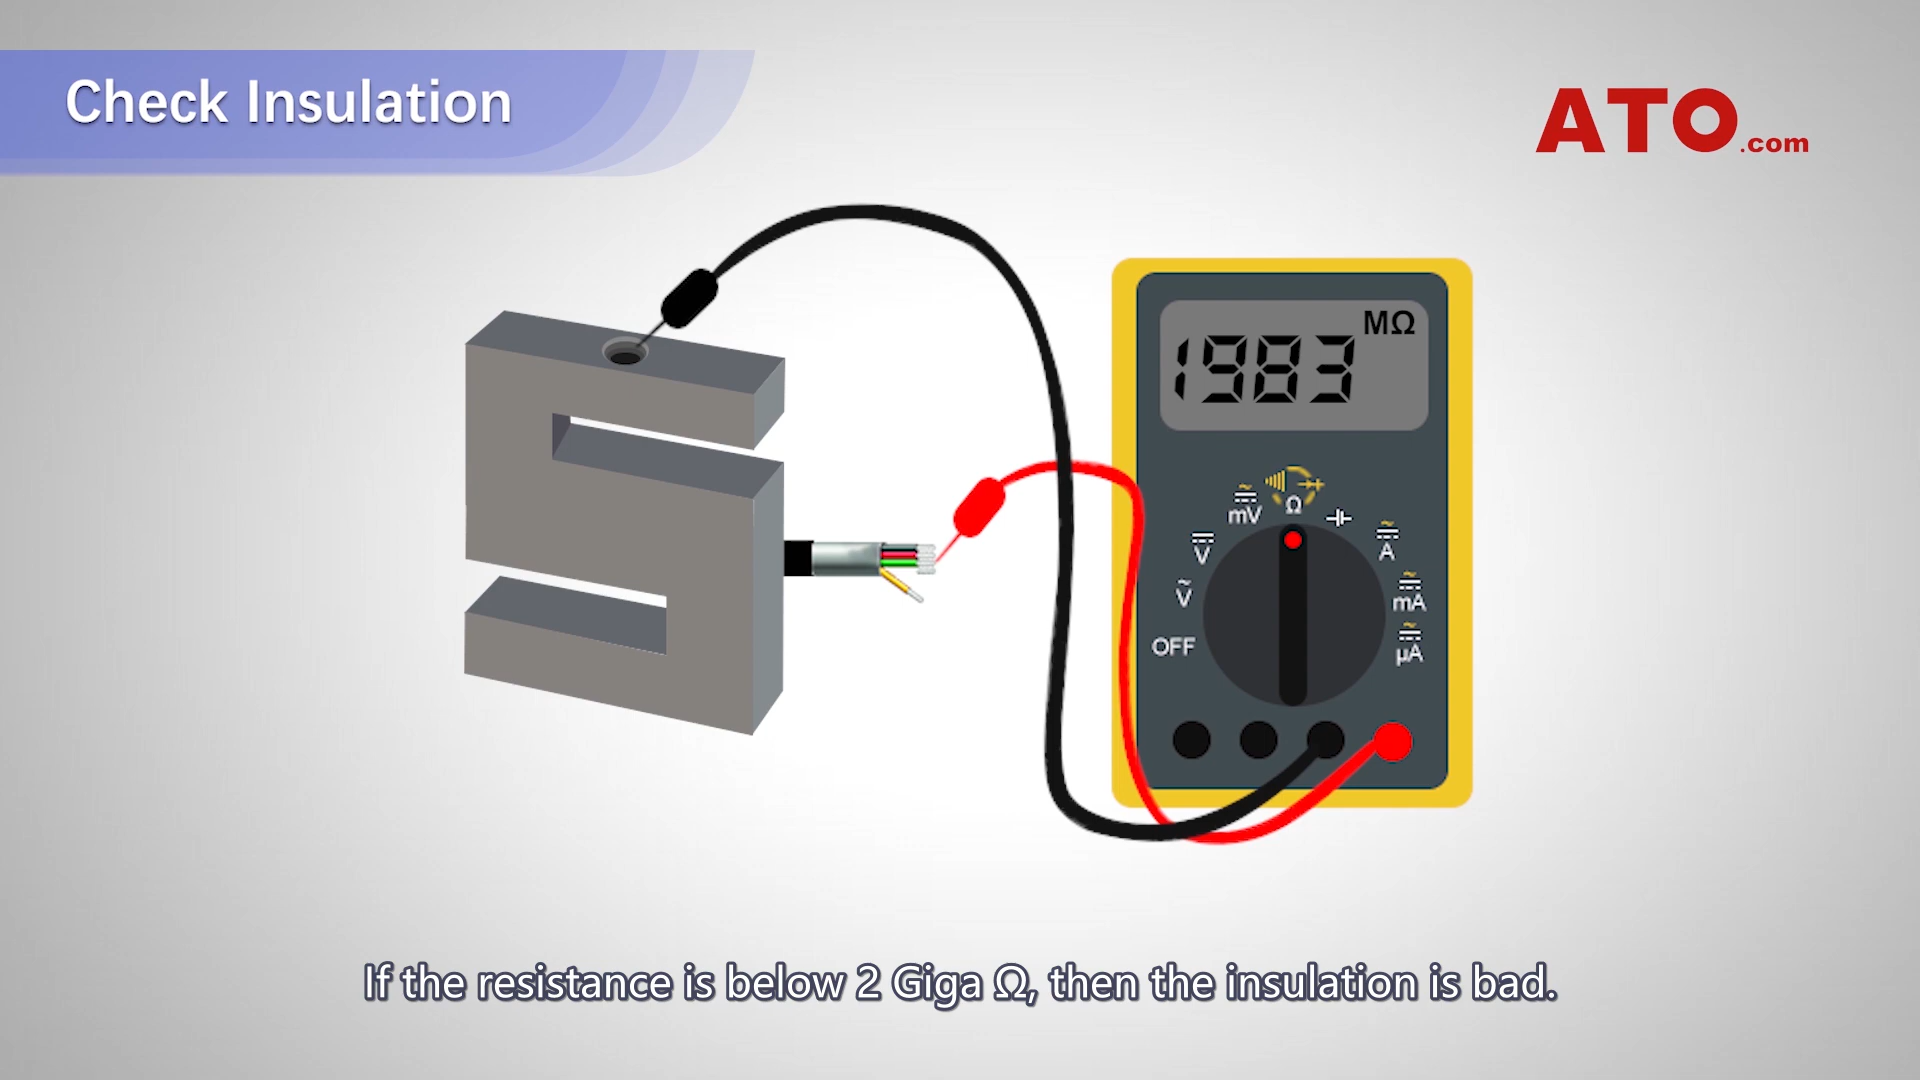 Check Insulation
ATO.com
MΩ
1983
mV
Ω
V
A
V
mA
OFF
µA
If the resistance is below 2 Giga Ω, then the insulation is bad.